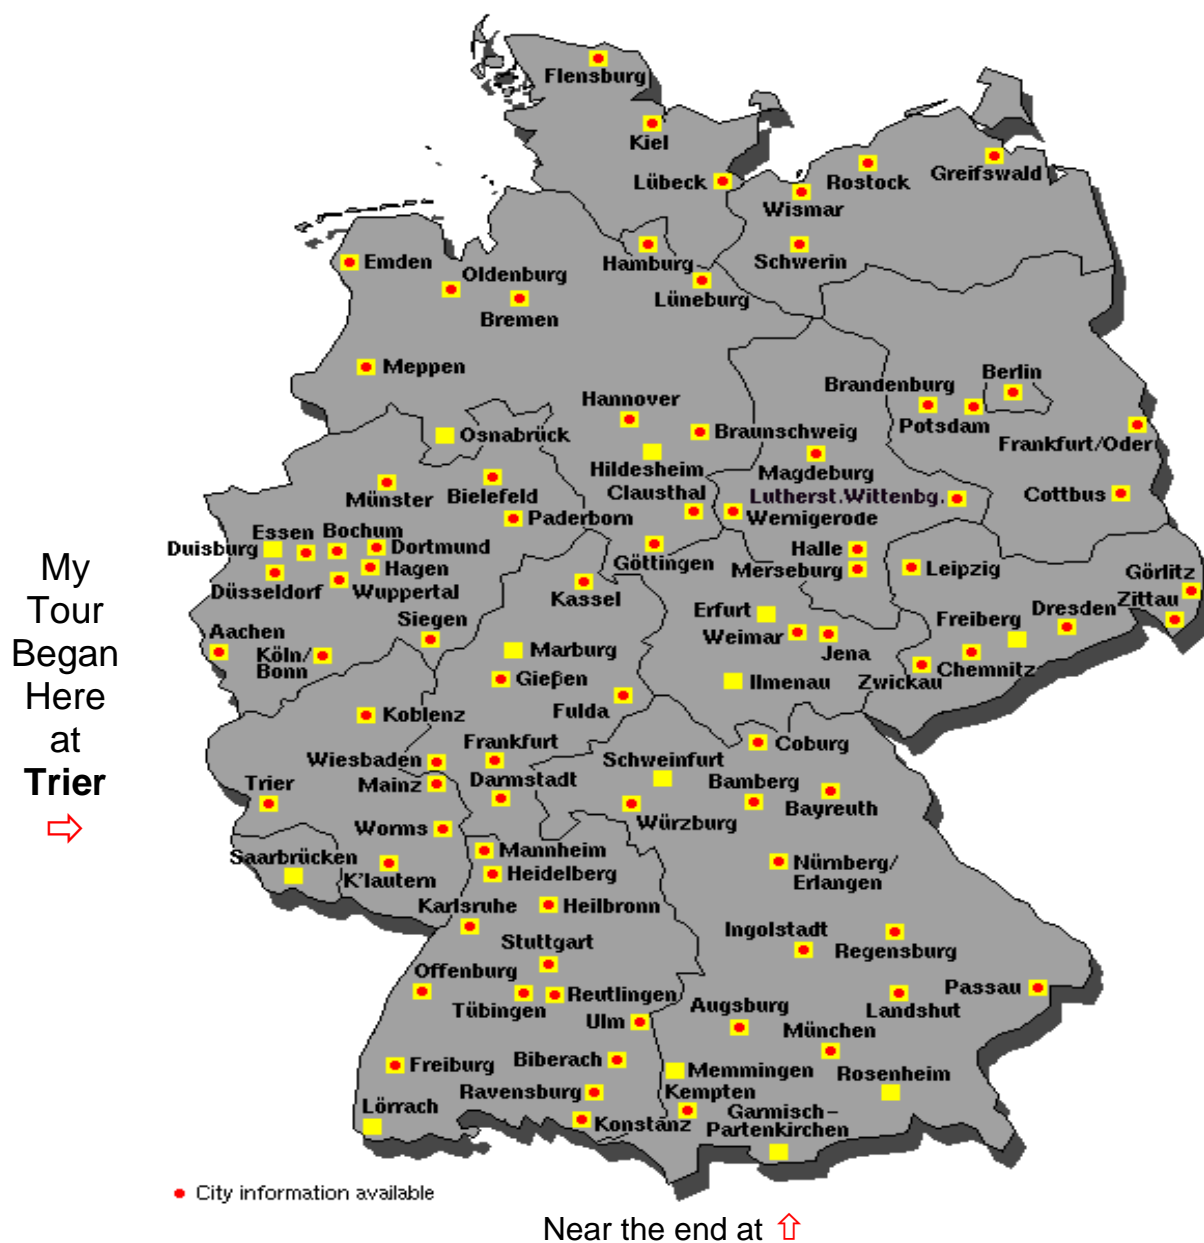 Flensburg
Kiel
Lübeck
Rostock
Greifswald
Wismar
Hamburg
Schwerin
Emden
Oldenburg
Lüneburg
Bremen
Meppen
Berlin
Brandenburg
Potsdam
Hannover
Braunschweig
Osnabrück
Frankfurt/Oder
Hildesheim
Magdeburg
Münster
Bielefeld
Clausthal
Lutherst.Wittenbg.
Cottbus
Paderborn
Wernigerode
Essen
Bochum
Duisburg
Dortmund
Göttingen
Halle
Hagen
Merseburg
Leipzig
Düsseldorf
Wuppertal
Kassel
Görlitz
Erfurt
Freiberg
Dresden
Zittau
Siegen
Weimar
Jena
Aachen
Köln/
Bonn
Marburg
Chemnitz
Gießen
Ilmenau
Zwickau
Fulda
Koblenz
My
Tour
Began
Here
at
Trier
Frankfurt
Coburg
Wiesbaden
Schweinfurt
Trier
Mainz
Darmstadt
Bamberg
Bayreuth
Worms
Würzburg
Mannheim
Saarbrücken
Nürnberg/
Erlangen
K'lautern
Heidelberg
Karlsruhe
Heilbronn
Ingolstadt
Stuttgart
Regensburg
Offenburg
Passau
Tübingen
Reutlingen
Augsburg
Landshut
Ulm
München
Freiburg
Biberach
Memmingen
Rosenheim
Ravensburg
Kempten
Lörrach
Konstanz
Garmisch-
Partenkirchen
City information available
Near the end at